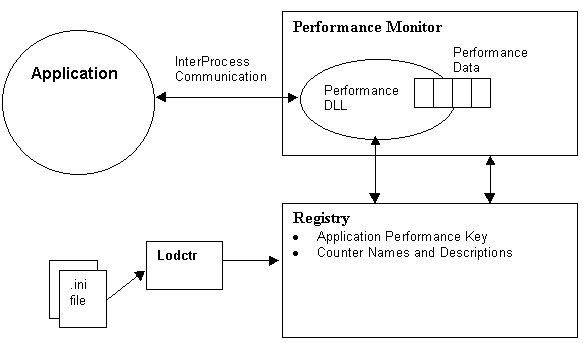 Performance Monitor
Application
InterProcess
Communication
Performance
Data
Performance
DLL
Registry
● Application Performance Key
● Counter Names and Descriptions
Lodctr
.ini
file